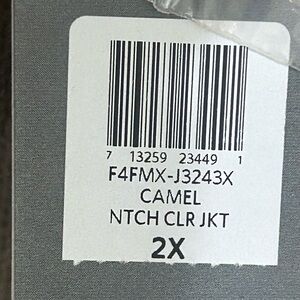 7 13259 23449 1
F4FMX-J3243X
CAMEL
NTCH CLR JKT
2X